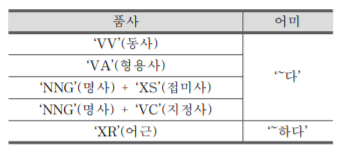 품사 어미
‘VV’(동사)
‘VA’(형용사)
‘~다’
‘NNG’(명사) + ‘XS’(접미사)
‘NNG’(명사) + ‘VC’(지정사)
‘XR’(어근) ‘~하다’